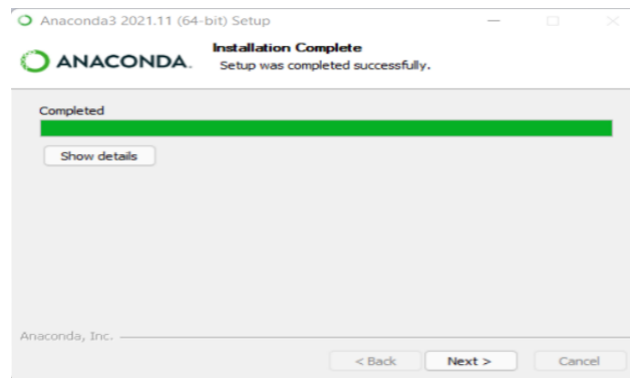 Anaconda3 2021.11 (64-bit) Setup
Installation Complete
ANACONDA.
Setup was completed successfully.
Completed
Show details
Anaconda, Inc.
< Back
Next >
Cancel